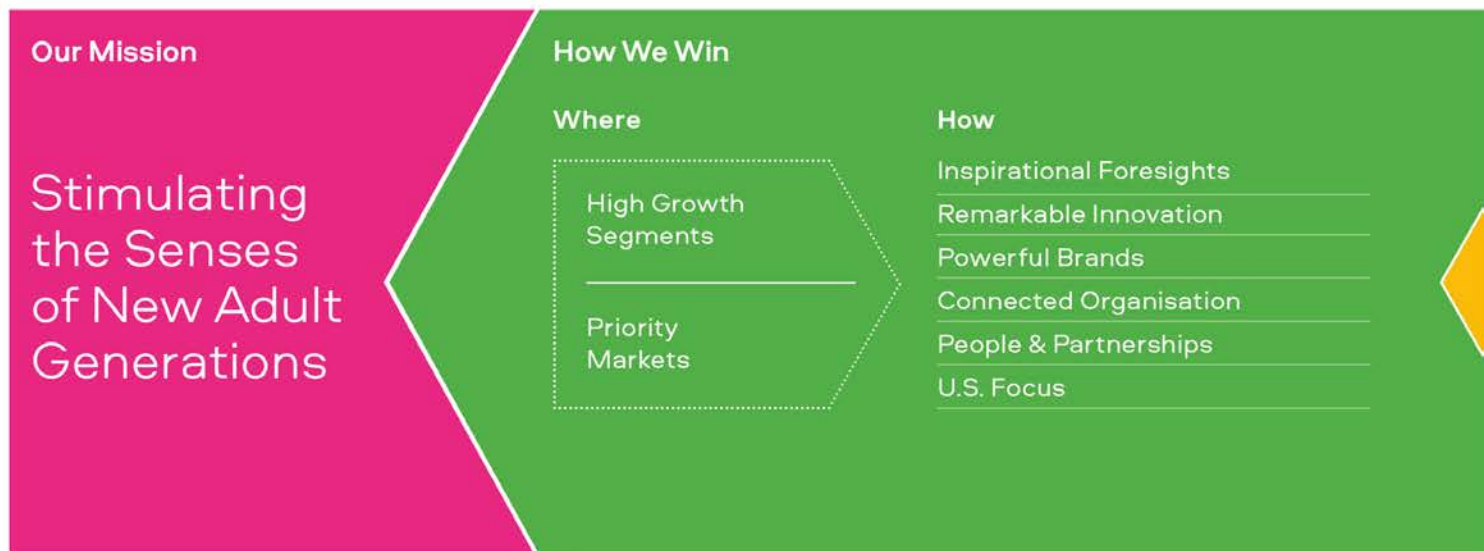 Our Mission
Stimulating
the Senses
of New Adult
Generations
How We Win
Where
High Growth
Segments
Priority
Markets
How
Inspirational Foresights
Remarkable Innovation
Powerful Brands
Connected Organisation
People & Partnerships
U.S. Focus